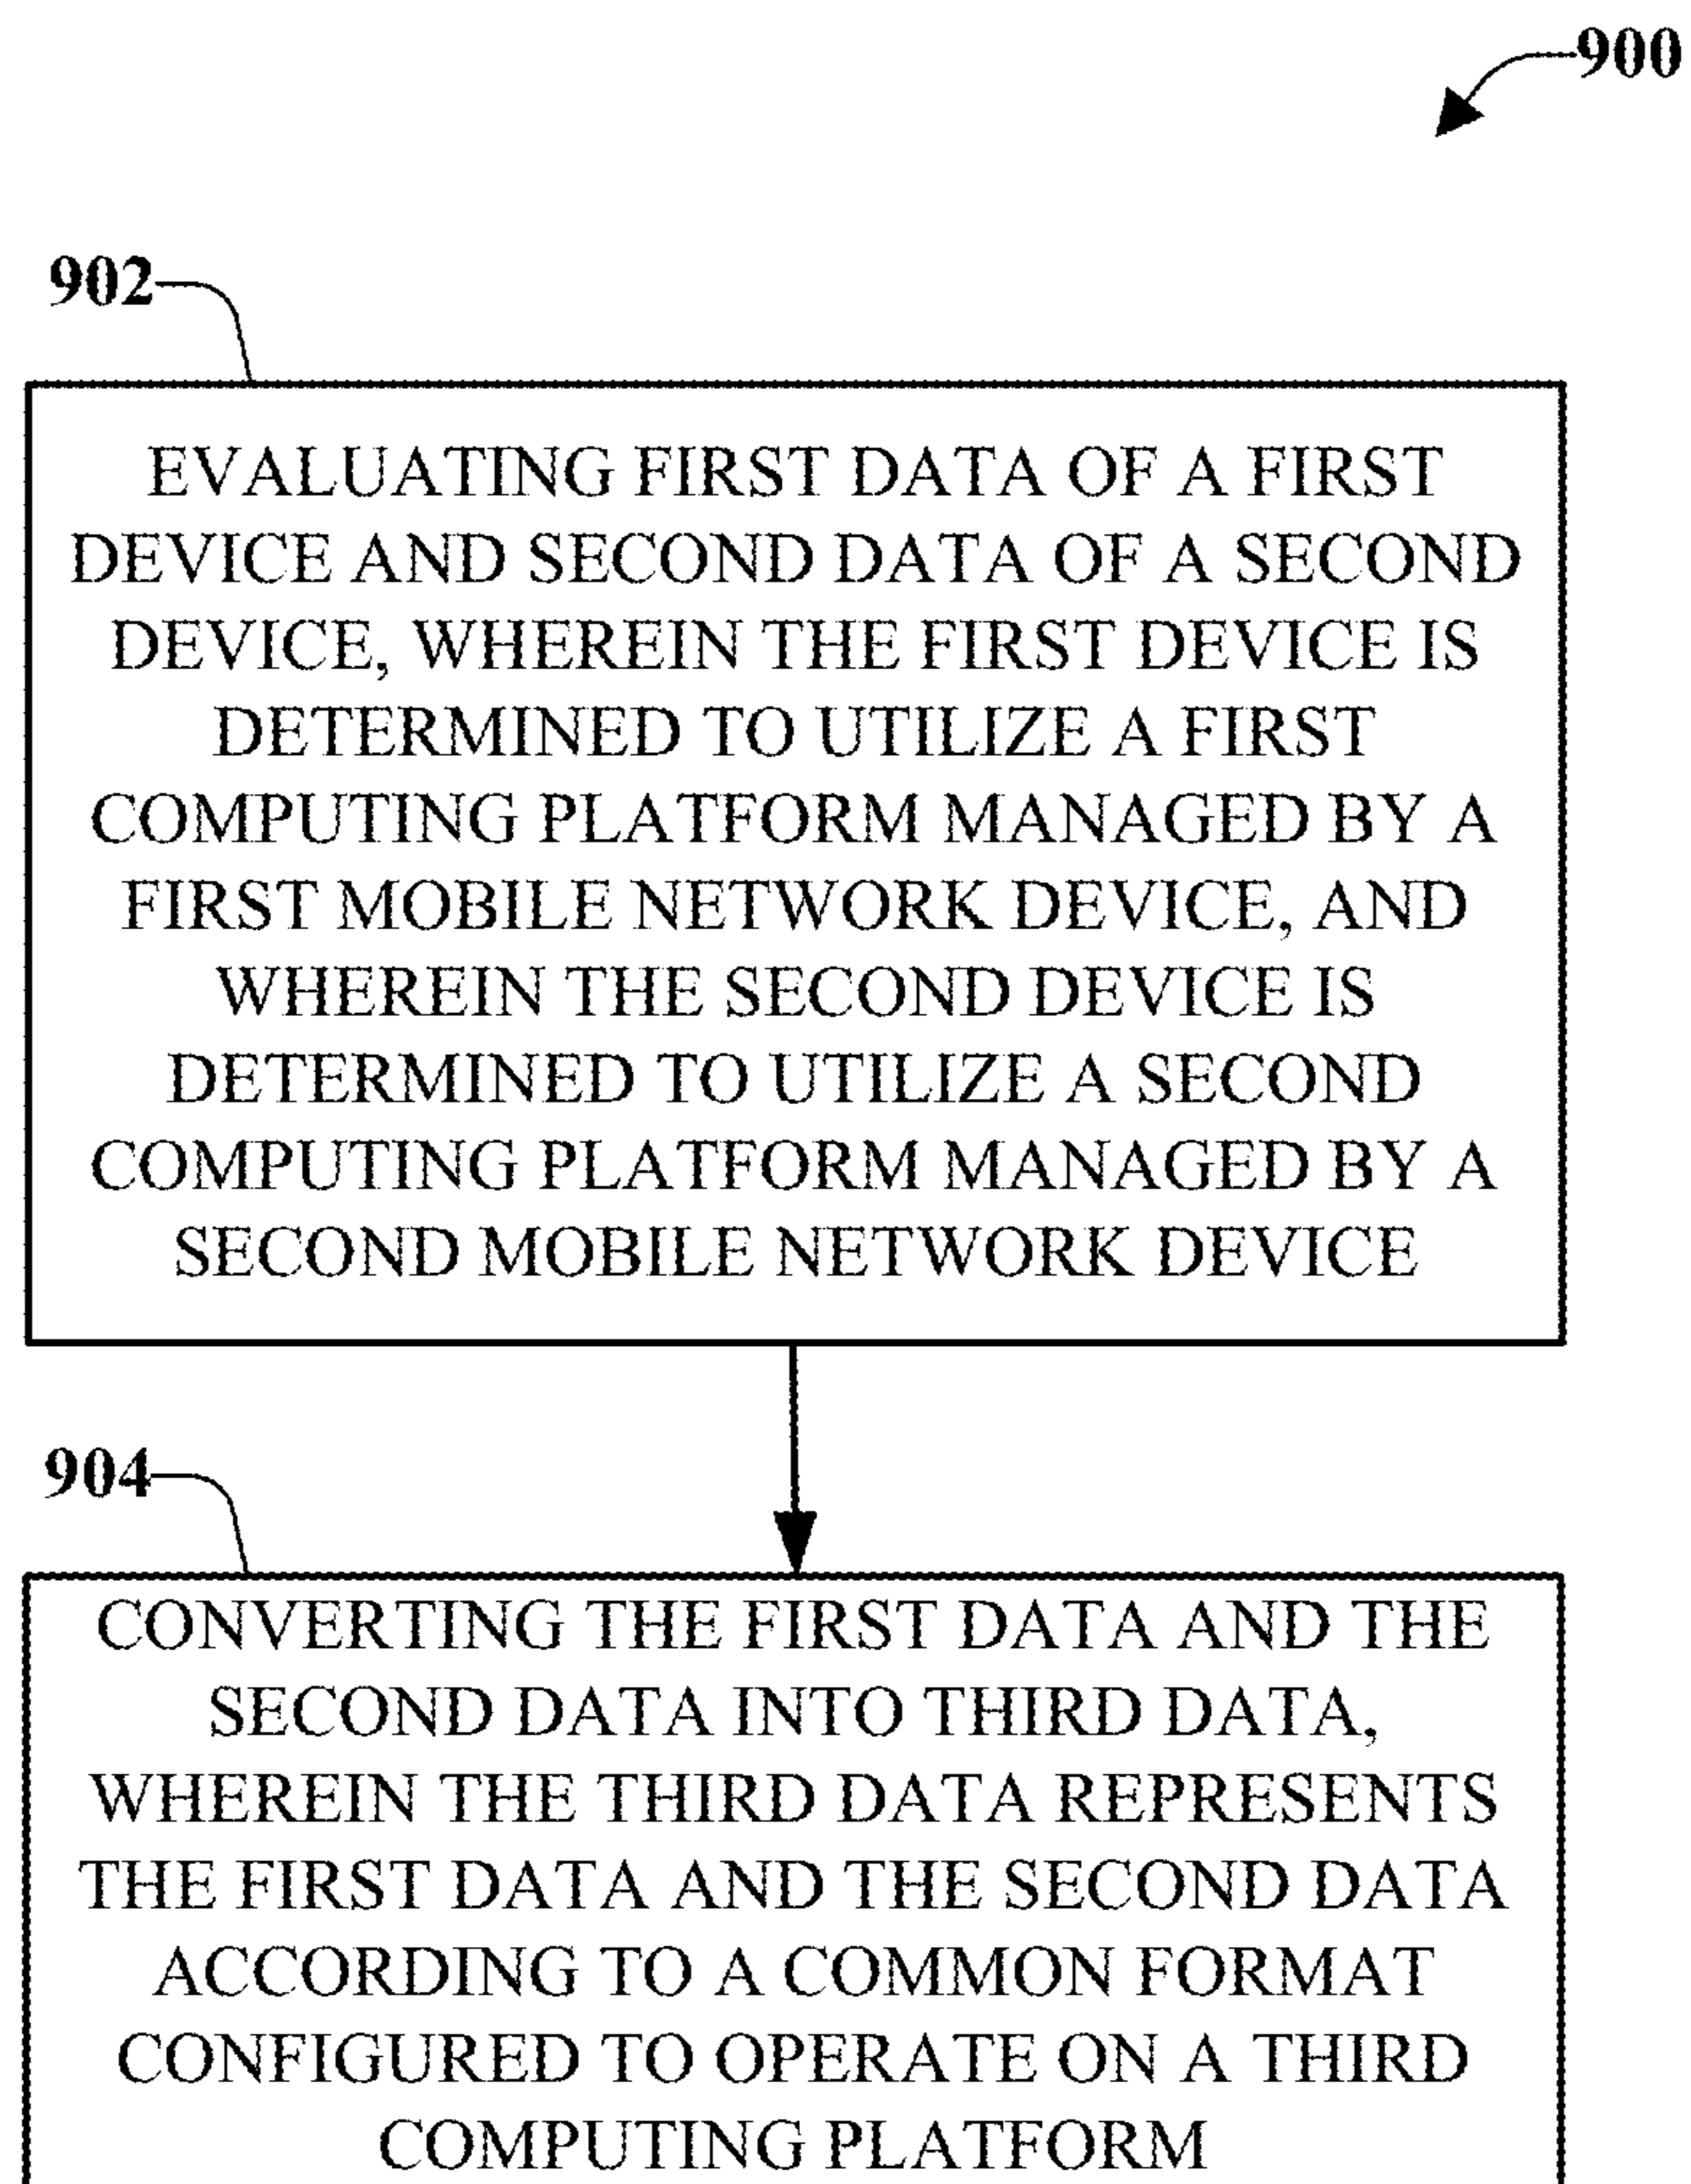 900
902
EVALUATING FIRST DATA OF A FIRST
DEVICE AND SECOND DATA OF A SECOND
DEVICE, WHEREIN THE FIRST DEVICE IS
DETERMINED TO UTILIZE A FIRST
COMPUTING PLATFORM MANAGED BY A
FIRST MOBILE NETWORK DEVICE, AND
WHEREIN THE SECOND DEVICE IS
DETERMINED TO UTILIZE A SECOND
COMPUTING PLATFORM MANAGED BY A
SECOND MOBILE NETWORK DEVICE
904
CONVERTING THE FIRST DATA AND THE
SECOND DATA INTO THIRD DATA,
WHEREIN THE THIRD DATA REPRESENTS
THE FIRST DATA AND THE SECOND DATA
ACCORDING TO A COMMON FORMAT
CONFIGURED TO OPERATE ON A THIRD
COMPUTING PLATFORM